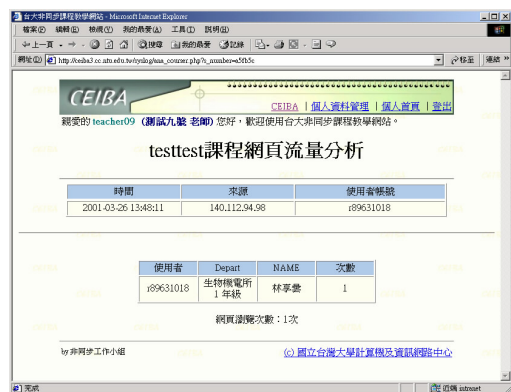 台大非同步課程教學網站 - Microsoft Internet Explorer
檔案(F) 編輯(E) 檢視(V) 我的最愛(A) 工具(T) 說明(H)
上一頁 搜尋 我的最愛 記錄
網址(D) http://ceiba3.cc.ntu.edu.tw/ 移至 連結 »
CEIBA
CEIBA | 個人資料管理 | 個人首頁 | 登出
親愛的 teacher09 (測試九號 老師) 您好，歡迎使用台大非同步課程教學網站。
testtest課程網頁流量分析
時間 來源 使用者帳號
2001-03-26 13:48:11 140.112.94.98 r89631018
使用者 Depart NAME 次數
r89631018 生物機電所 林享 1
1 年級
網頁瀏覽次數：1次
by 非同步工作小組 (c) 國立台灣大學計算機及資訊網路中心
完成 近端 intranet